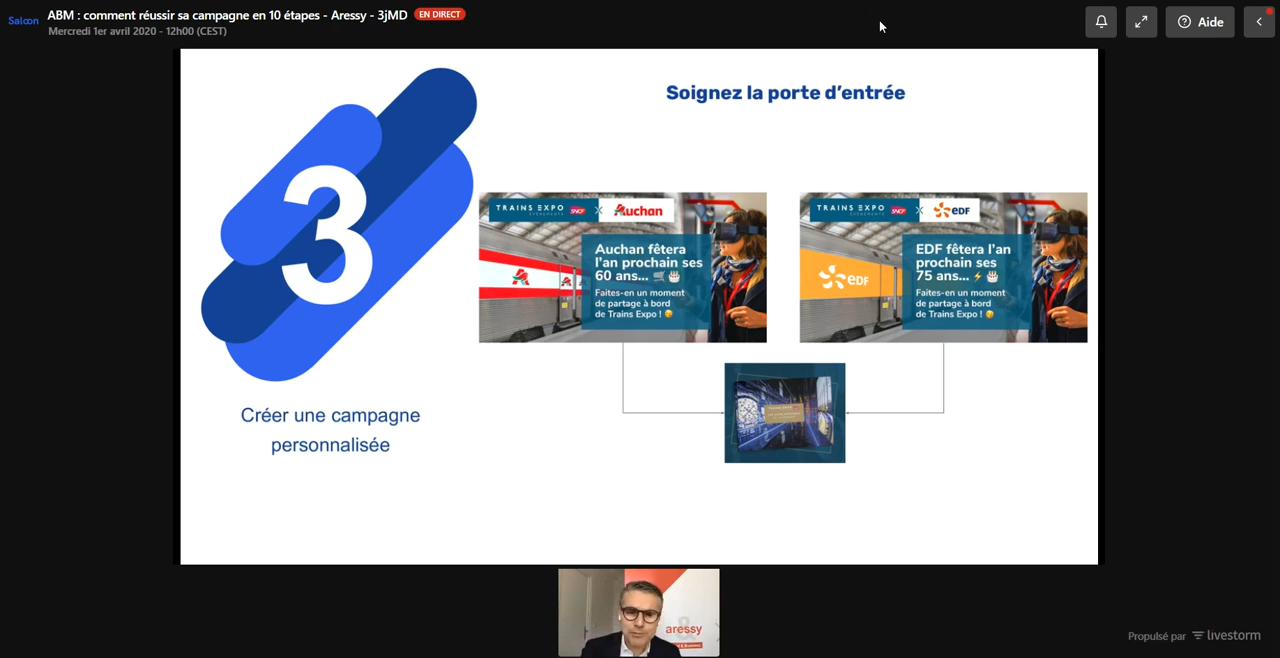 Saloon
ABM : comment réussir sa campagne en 10 étapes - Aressy - 3jMD EN DIRECT
Mercredi 1er avril 2020 - 12h00 (CEST)
Aide
Soignez la porte d'entrée
3
Créer une campagne
personnalisée
TRAINS EXPO
SNCF
X
Auchan
Auchan fêtera
l'an prochain ses
60 ans... 🛒🎂
Faites-en un moment
de partage à bord
de Trains Expo ! 🥳
TRAINS EXPO
SNCF
X
eDF
eDF
EDF fêtera l'an
prochain ses
75 ans... ⚡🎂
Faites-en un moment
de partage à bord
de Trains Expo ! 🥳
&
aressy
Propulsé par livestorm